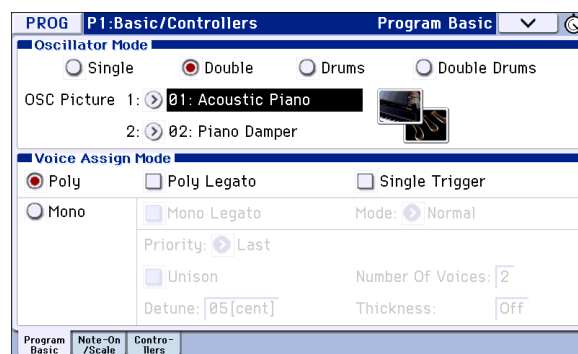 PROG P1:Basic/Controllers Program Basic
Oscillator Mode
Single Double Drums Double Drums
OSC Picture 1: 01: Acoustic Piano
2: 02: Piano Damper
Voice Assign Mode
Poly Poly Legato Single Trigger
Mono Mono Legato Mode: Normal
Priority: Last
Unison Number Of Voices: 2
Detune: 05[cent] Thickness: Off
Program Basic Note-On /Scale Contro- llers